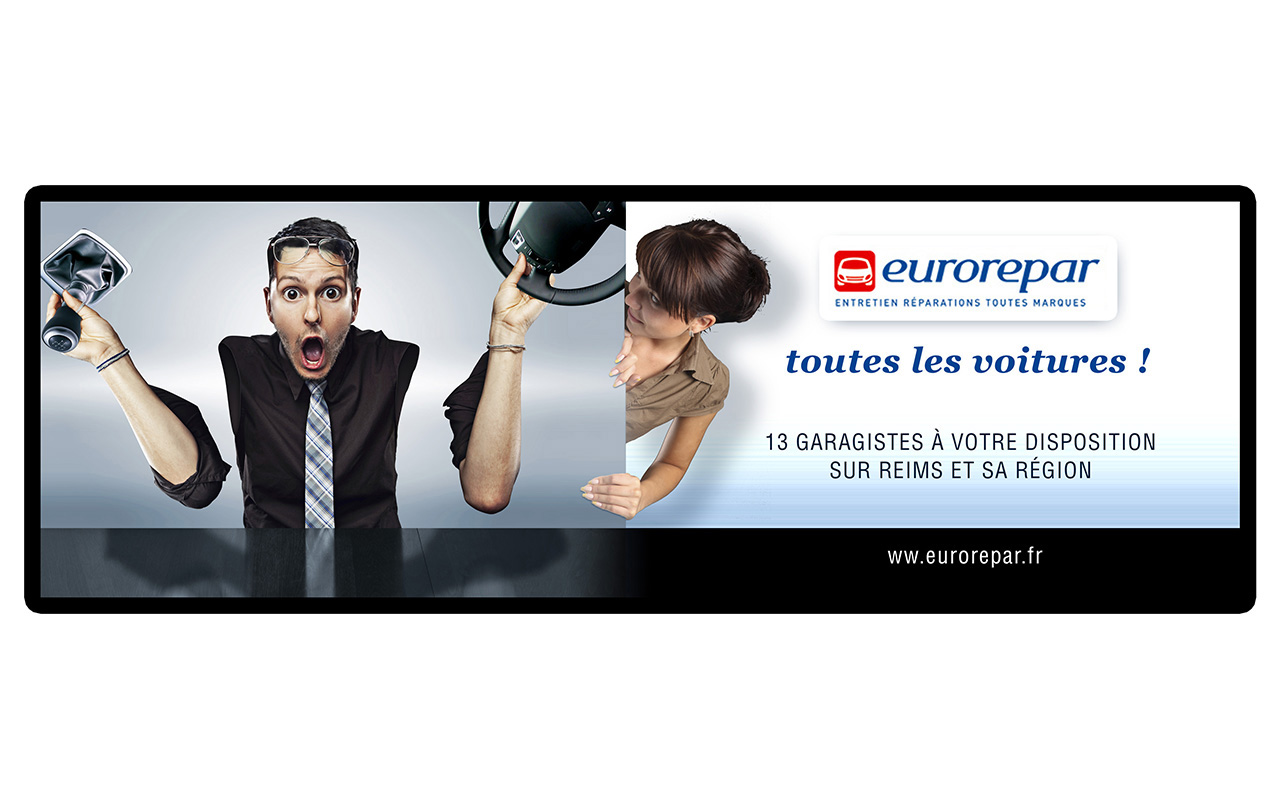 eurorepar
ENTRETIEN RÉPARATIONS TOUTES MARQUES
toutes les voitures !
13 GARAGISTES À VOTRE DISPOSITION
SUR REIMS ET SA RÉGION
ww.eurorepar.fr